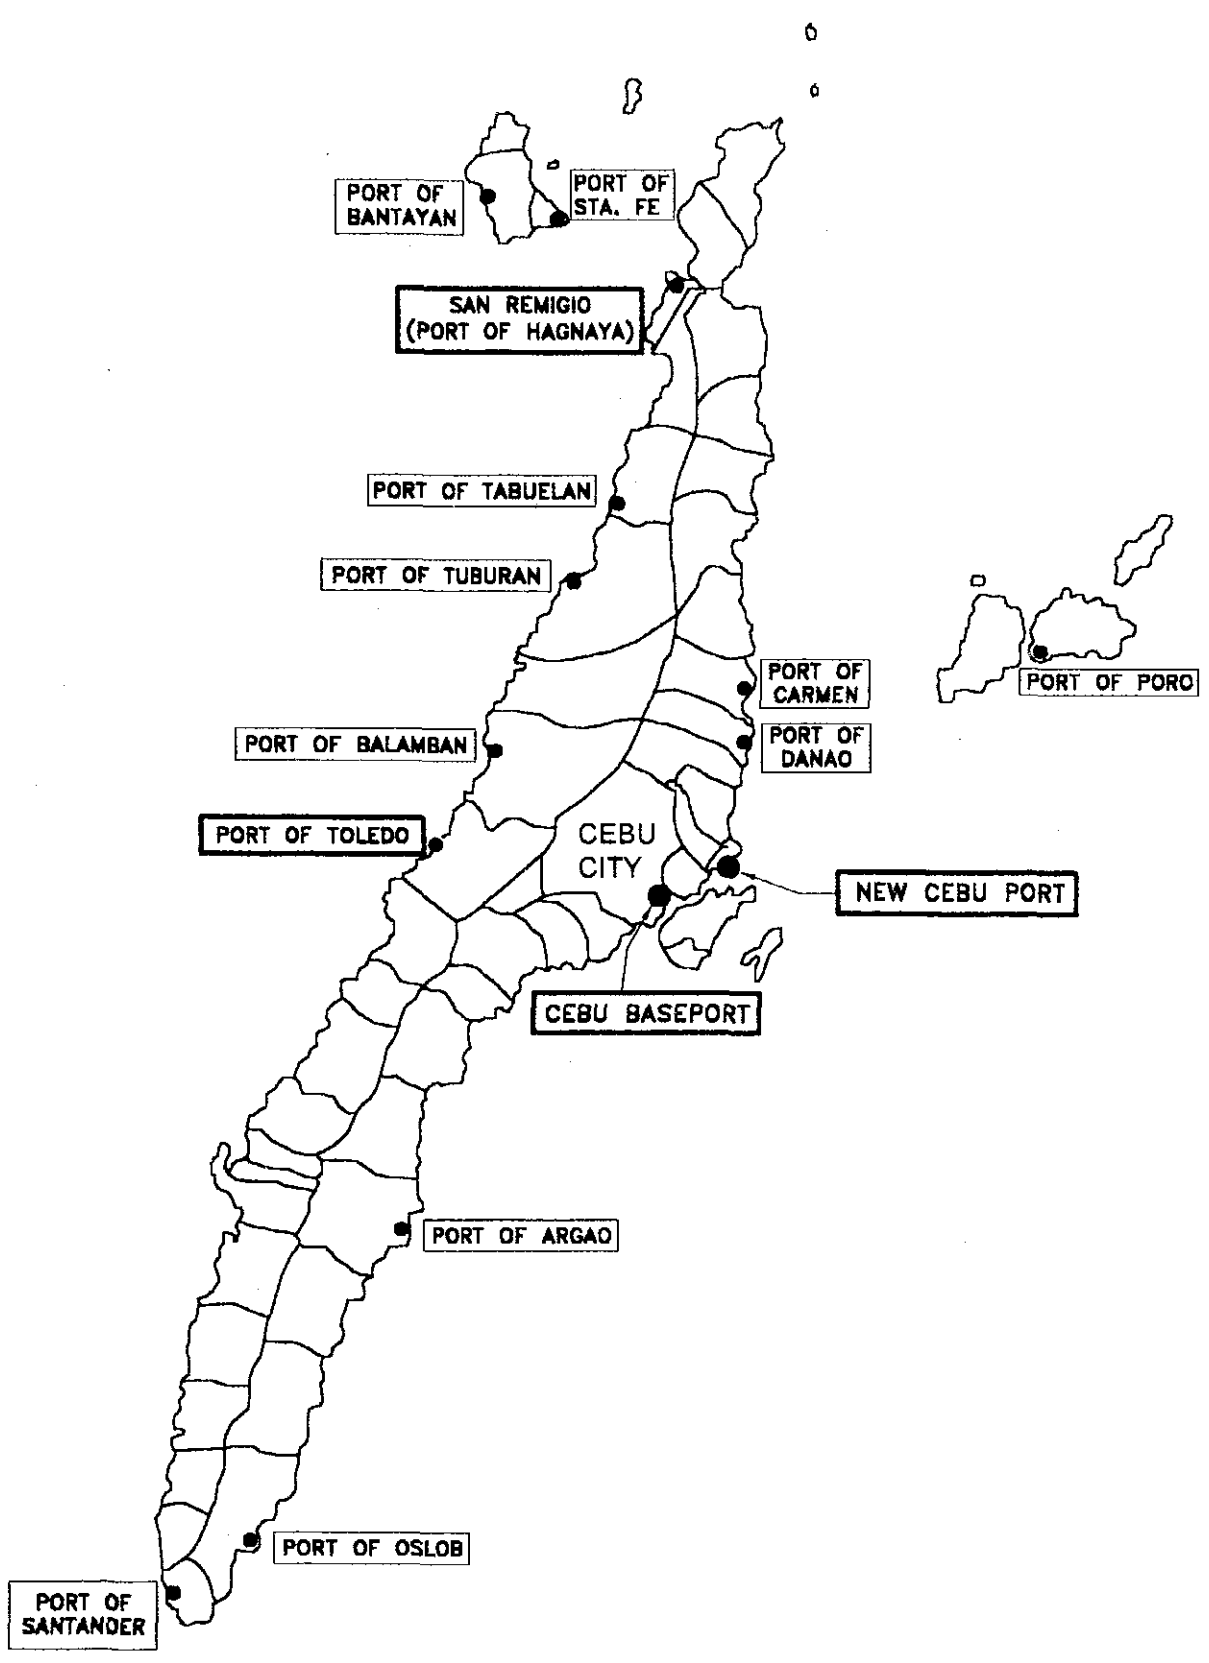 PORT OF
BANTAYAN
PORT OF
STA. FE
SAN REMIGIO
(PORT OF HAGNAYA)
PORT OF TABUELAN
PORT OF TUBURAN
PORT OF
CARMEN
PORT OF PORO
PORT OF BALAMBAN
PORT OF
DANAO
PORT OF TOLEDO
CEBU
CITY
NEW CEBU PORT
CEBU BASEPORT
PORT OF ARGAO
PORT OF OSLOB
PORT OF
SANTANDER